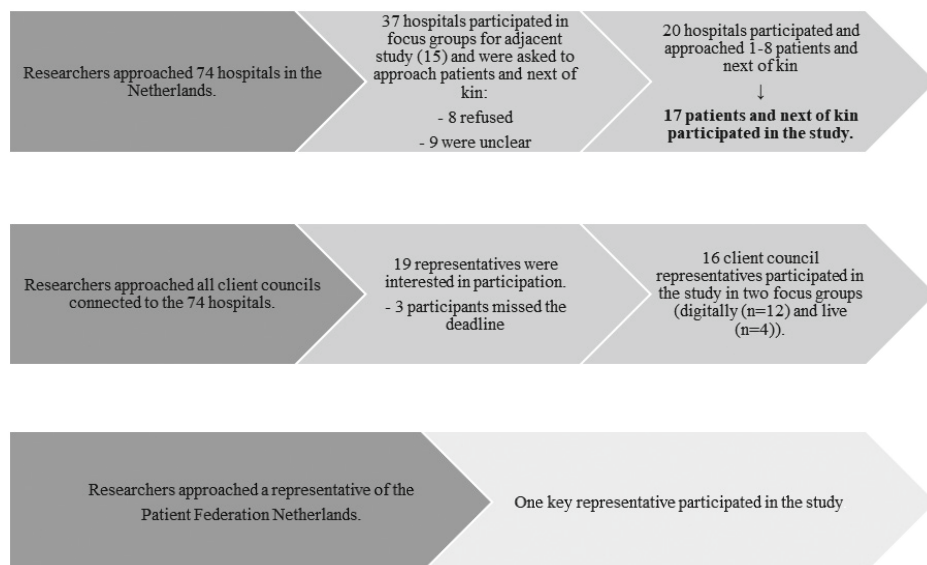 Researchers approached 74 hospitals in the
Netherlands.
37 hospitals participated in
focus groups for adjacent
study (15) and were asked to
approach patients and next of
kin:
- 8 refused
- 9 were unclear
20 hospitals participated and
approached 1-8 patients and
next of kin
↓
17 patients and next of kin
participated in the study.
Researchers approached all client councils
connected to the 74 hospitals.
19 representatives were
interested in participation.
- 3 participants missed the
deadline
16 client council
representatives participated in
the study in two focus groups
(digitally (n=12) and live
(n=4)).
Researchers approached a representative of the
Patient Federation Netherlands.
One key representative participated in the study